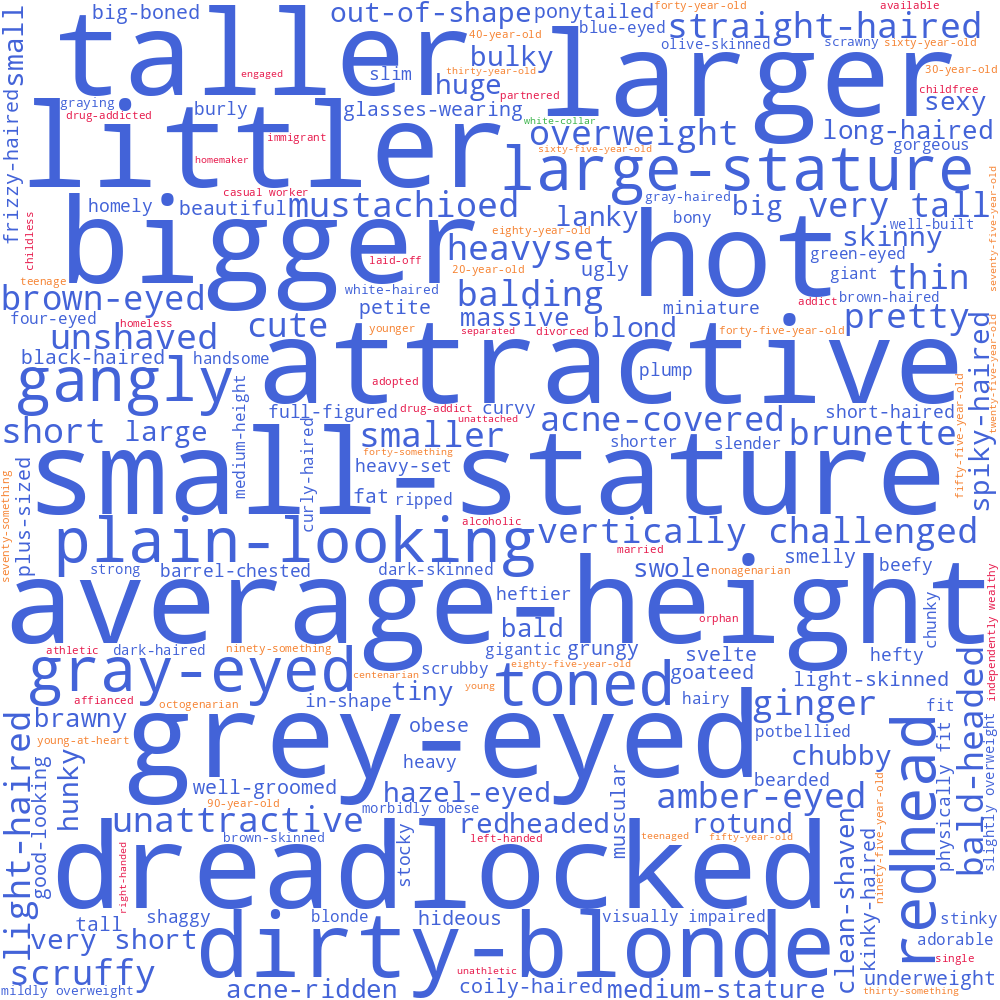 big-boned
out-of-shape
ponytailed
forty-year-old
available
taller
larger
straight-haired
blue-eyed
40-year-old
olive-skinned
scrawny
sixty-year-old
frizzy-haired
small
engaged
slim
bulky
thirty-year-old
30-year-old
huge
partnered
childfree
sexy
graying
drug-addicted
burly
glasses-wearing
white-collar
overweight
long-haired
littler
immigrant
sixty-five-year-old
gorgeous
homemaker
large-stature
casual worker
homely
beautiful
mustachioed
lanky
gray-haired
bony
big
very tall
seventy-five-year-old
childless
bigger
eighty-year-old
hot
well-built
skinny
heavyset
green-eyed
laid-off
20-year-old
ugly
giant
thin
teenage
brown-eyed
white-haired
petite
balding
miniature
addict
brown-haired
four-eyed
homeless
massive
pretty
unshaved
cute
younger
separated
divorced
blond
forty-five-year-old
spiky-haired
black-haired
handsome
attractive
plump
gangly
adopted
medium-height
twenty-five-year-old
fifty-five-year-old
full-figured
drug-addict
curvy
unattached
acne-covered
short-haired
short
large
curly-haired
smaller
shorter
slender
brunette
small-stature
forty-something
heavy-set
plus-sized
seventy-something
fat
ripped
plain-looking
alcoholic
vertically challenged
married
smelly
strong
barrel-chested
dark-skinned
swole
nonagenarian
beefy
average-height
heftier
chunky
independently wealthy
bald
orphan
athletic
dark-haired
ninety-something
gigantic
grungy
svelte
hefty
gray-eyed
centenarian
scrubby
eighty-five-year-old
goateed
light-skinned
bald-headed
affianced
octogenarian
in-shape
tiny
young
toned
hairy
ginger
fit
brawny
grey-eyed
obese
potbellied
redhead
physically fit
slightly overweight
young-at-heart
light-haired
good-looking
hunky
heavy
chubby
well-groomed
hazel-eyed
bearded
90-year-old
morbidly obese
muscular
amber-eyed
clean-shaven
ninety-five-year-old
unattractive
redheaded
rotund
brown-skinned
stocky
left-handed
teenaged
fifty-year-old
kinky-haired
dreadlocked
right-handed
tall
shaggy
blonde
hideous
visually impaired
stinky
very short
dirty-blonde
adorable
single
scruffy
unathletic
underweight
mildly overweight
acne-ridden
coily-haired
medium-stature
thirty-something